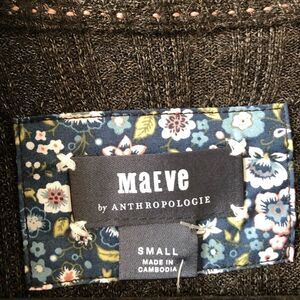 MaEVe
by ANTHROPOLOGIE
SMALL
MADE IN
CAMBODIA